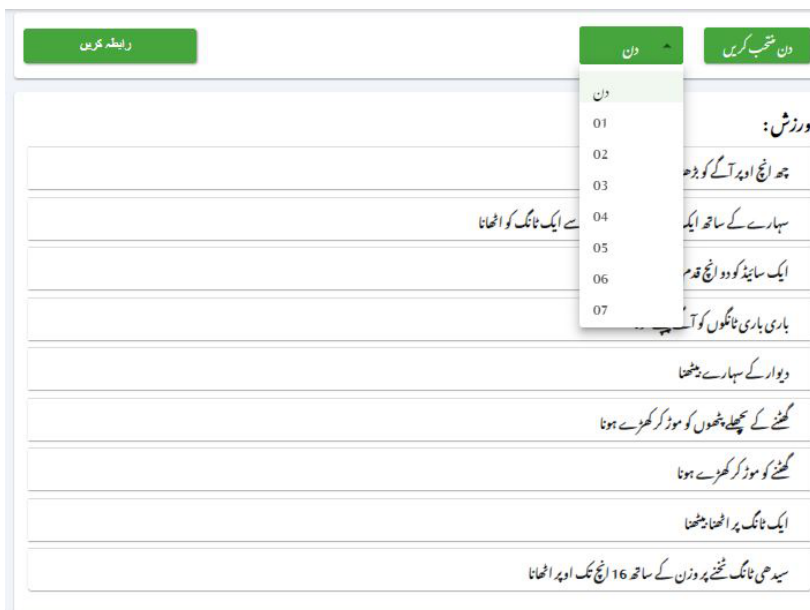 دن منتخب کریں
دن
رابطہ کریں
دن
01
02
03
04
05
06
07
ورزش :
چھ انچ اوپر آگے کو بڑھ
سہارے کے ساتھ ایک سے ایک ٹانگ کو اٹھانا
ایک سائیڈ کو دو انچ قدم
باری باری ٹانگوں کو
دیوار کے سہارے بیٹھنا
گھٹنے کے پچھلے پٹھوں کو موڑ کر کھڑے ہونا
گھٹنے کو موڑ کر کھڑے ہونا
ایک ٹانگ پر اٹھنا بیٹھنا
سیدھی ٹانگ ٹخنے پر وزن کے ساتھ 16 انچ تک اوپر اٹھانا